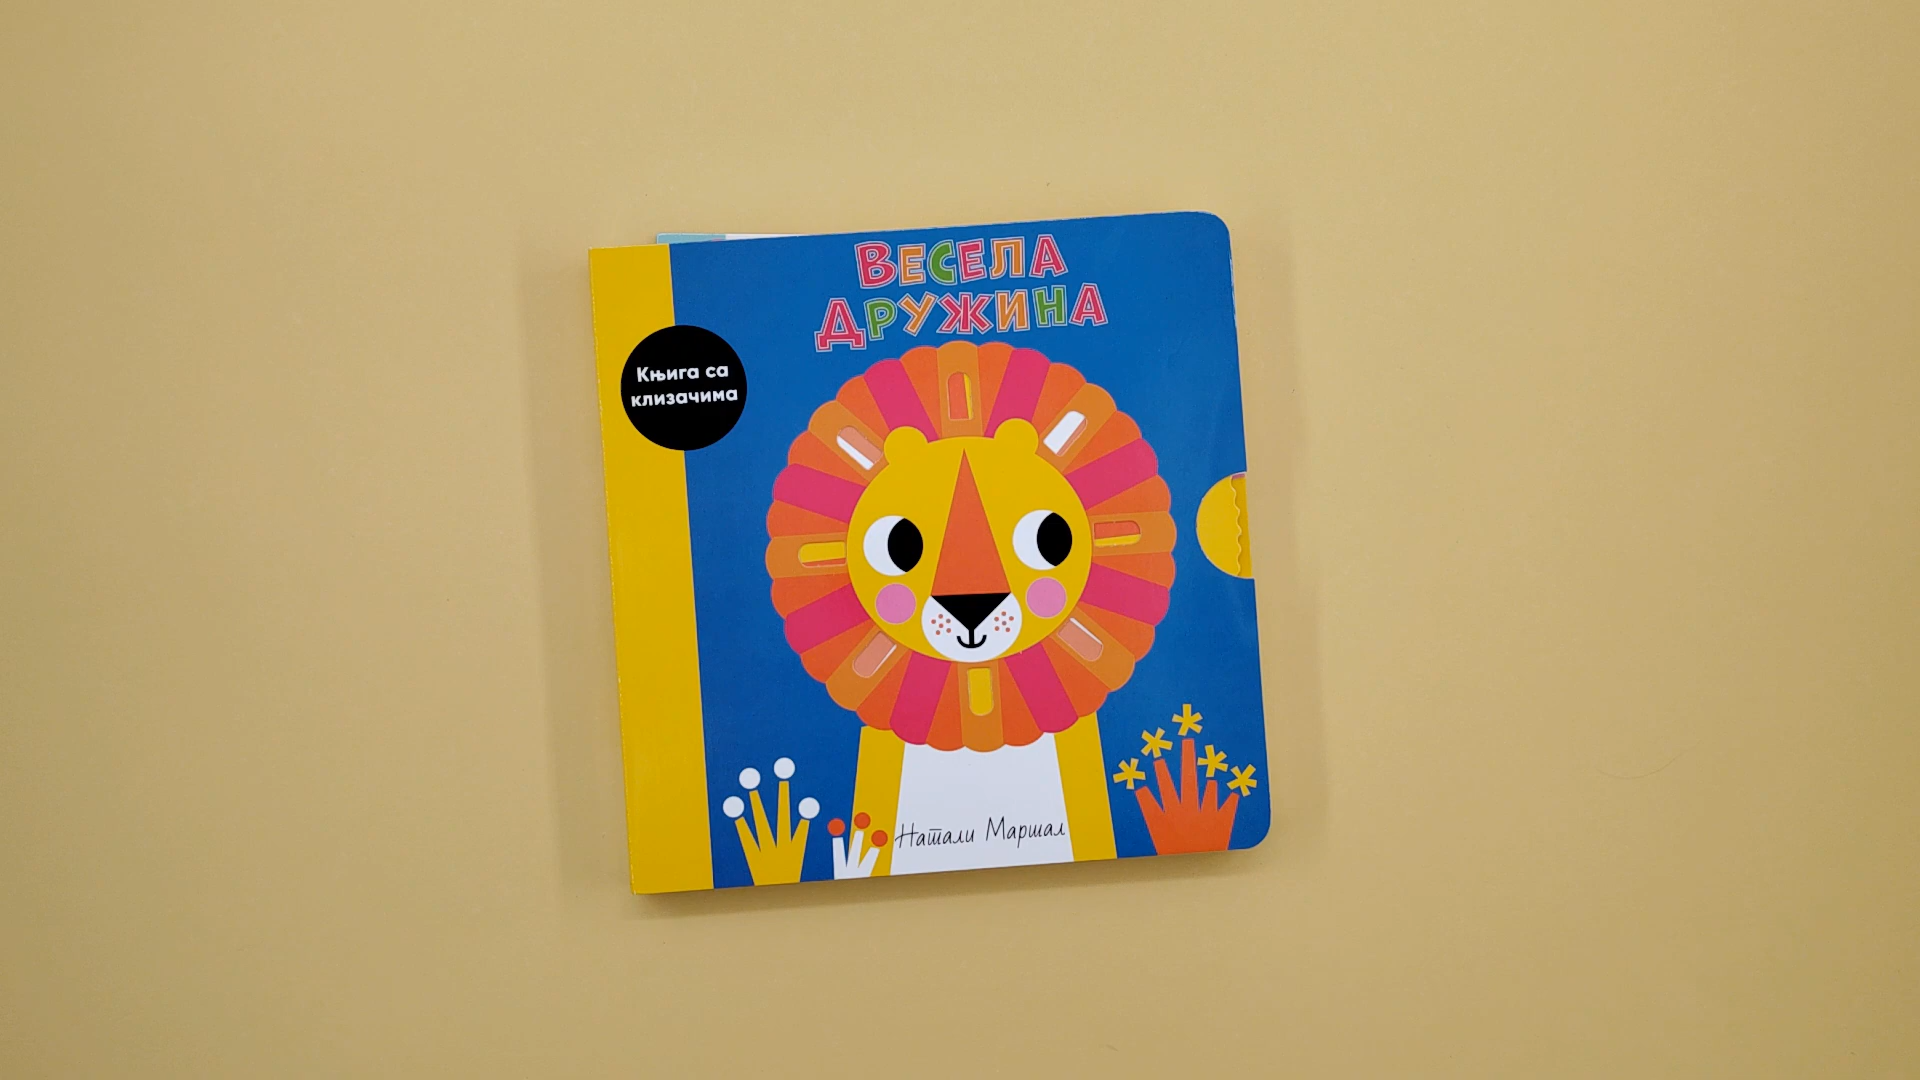 ВЕСЕЛА
ДРУЖИНА
Књига са
клизачима
Натали Маршал